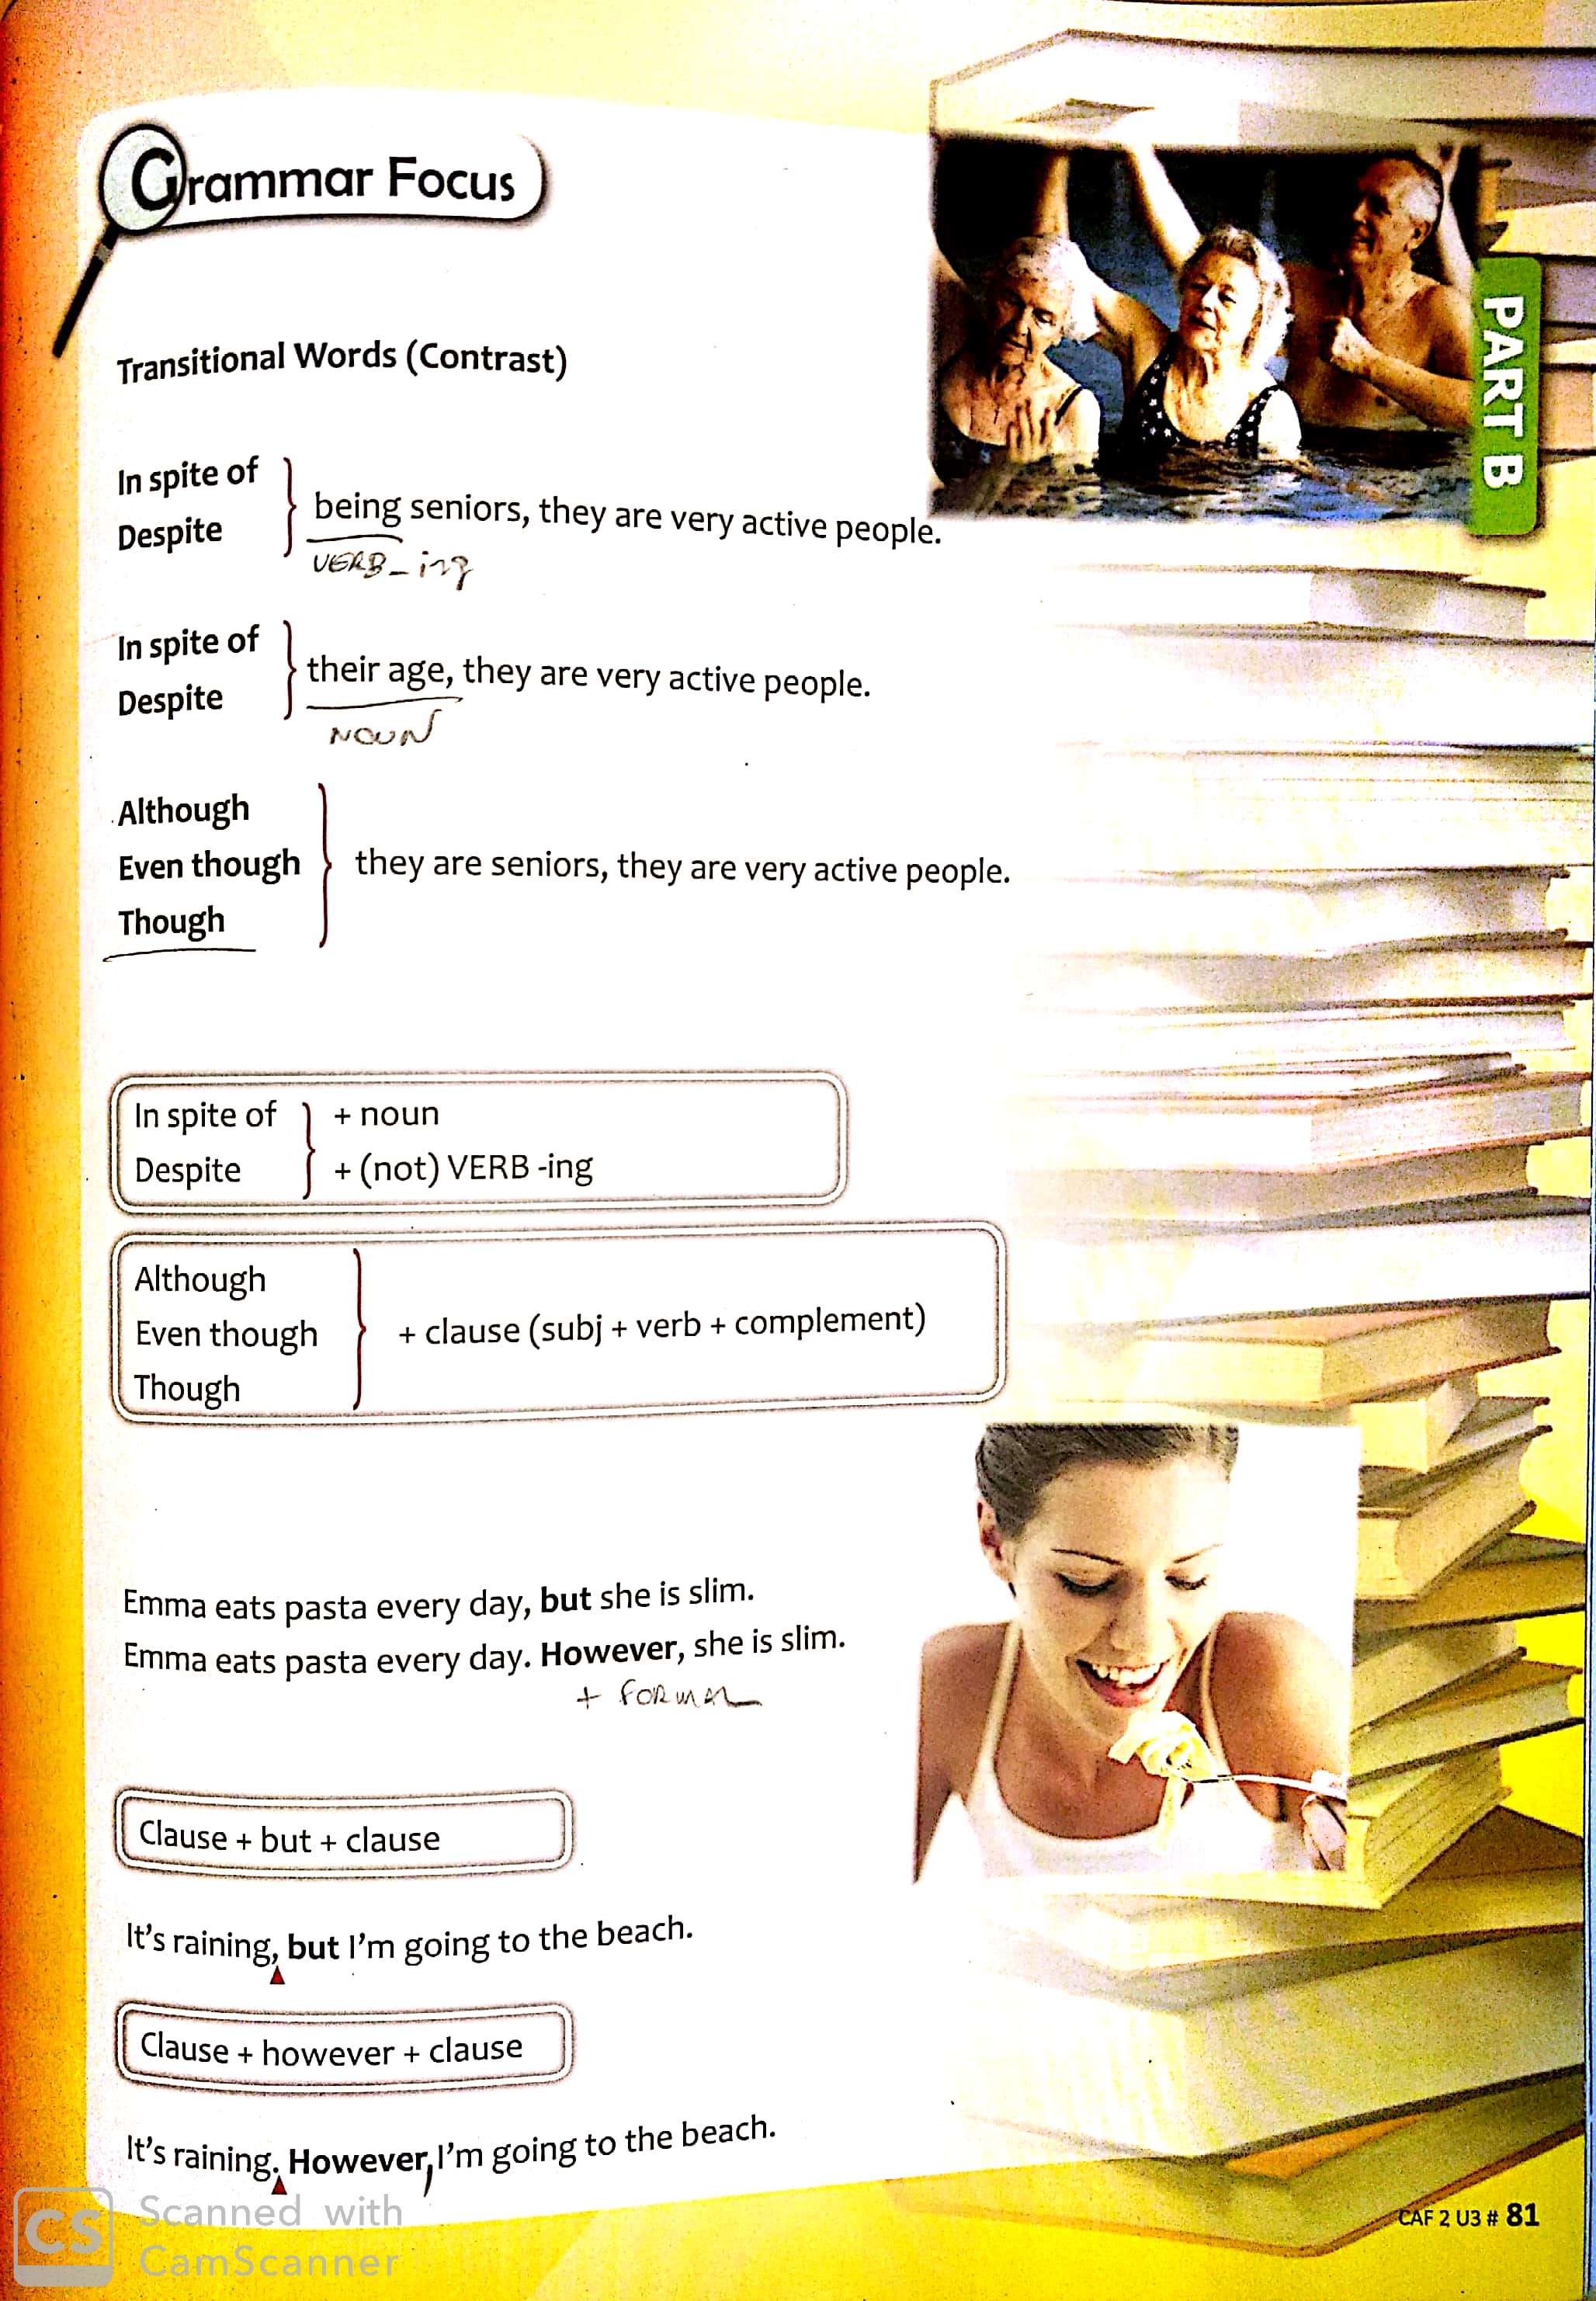 Grammar Focus
PART B
Transitional Words (Contrast)
In spite of
Despite
being seniors, they are very active people.
VERB-ing
In spite of
Despite
their age, they are very active people.
NOUN
Although
Even though
Though
they are seniors, they are very active people.
In spite of
Despite
+ noun
+ (not) VERB -ing
Although
Even though
Though
+ clause (subj + verb + complement)
Emma eats pasta every day, but she is slim.
Emma eats pasta every day. However, she is slim.
+ FORMAL
Clause + but + clause
It's raining, but I'm going to the beach.
Clause + however + clause
It's raining. However, I'm going to the beach.
CS Scanned with
CamScanner
CAF 2 U3 # 81